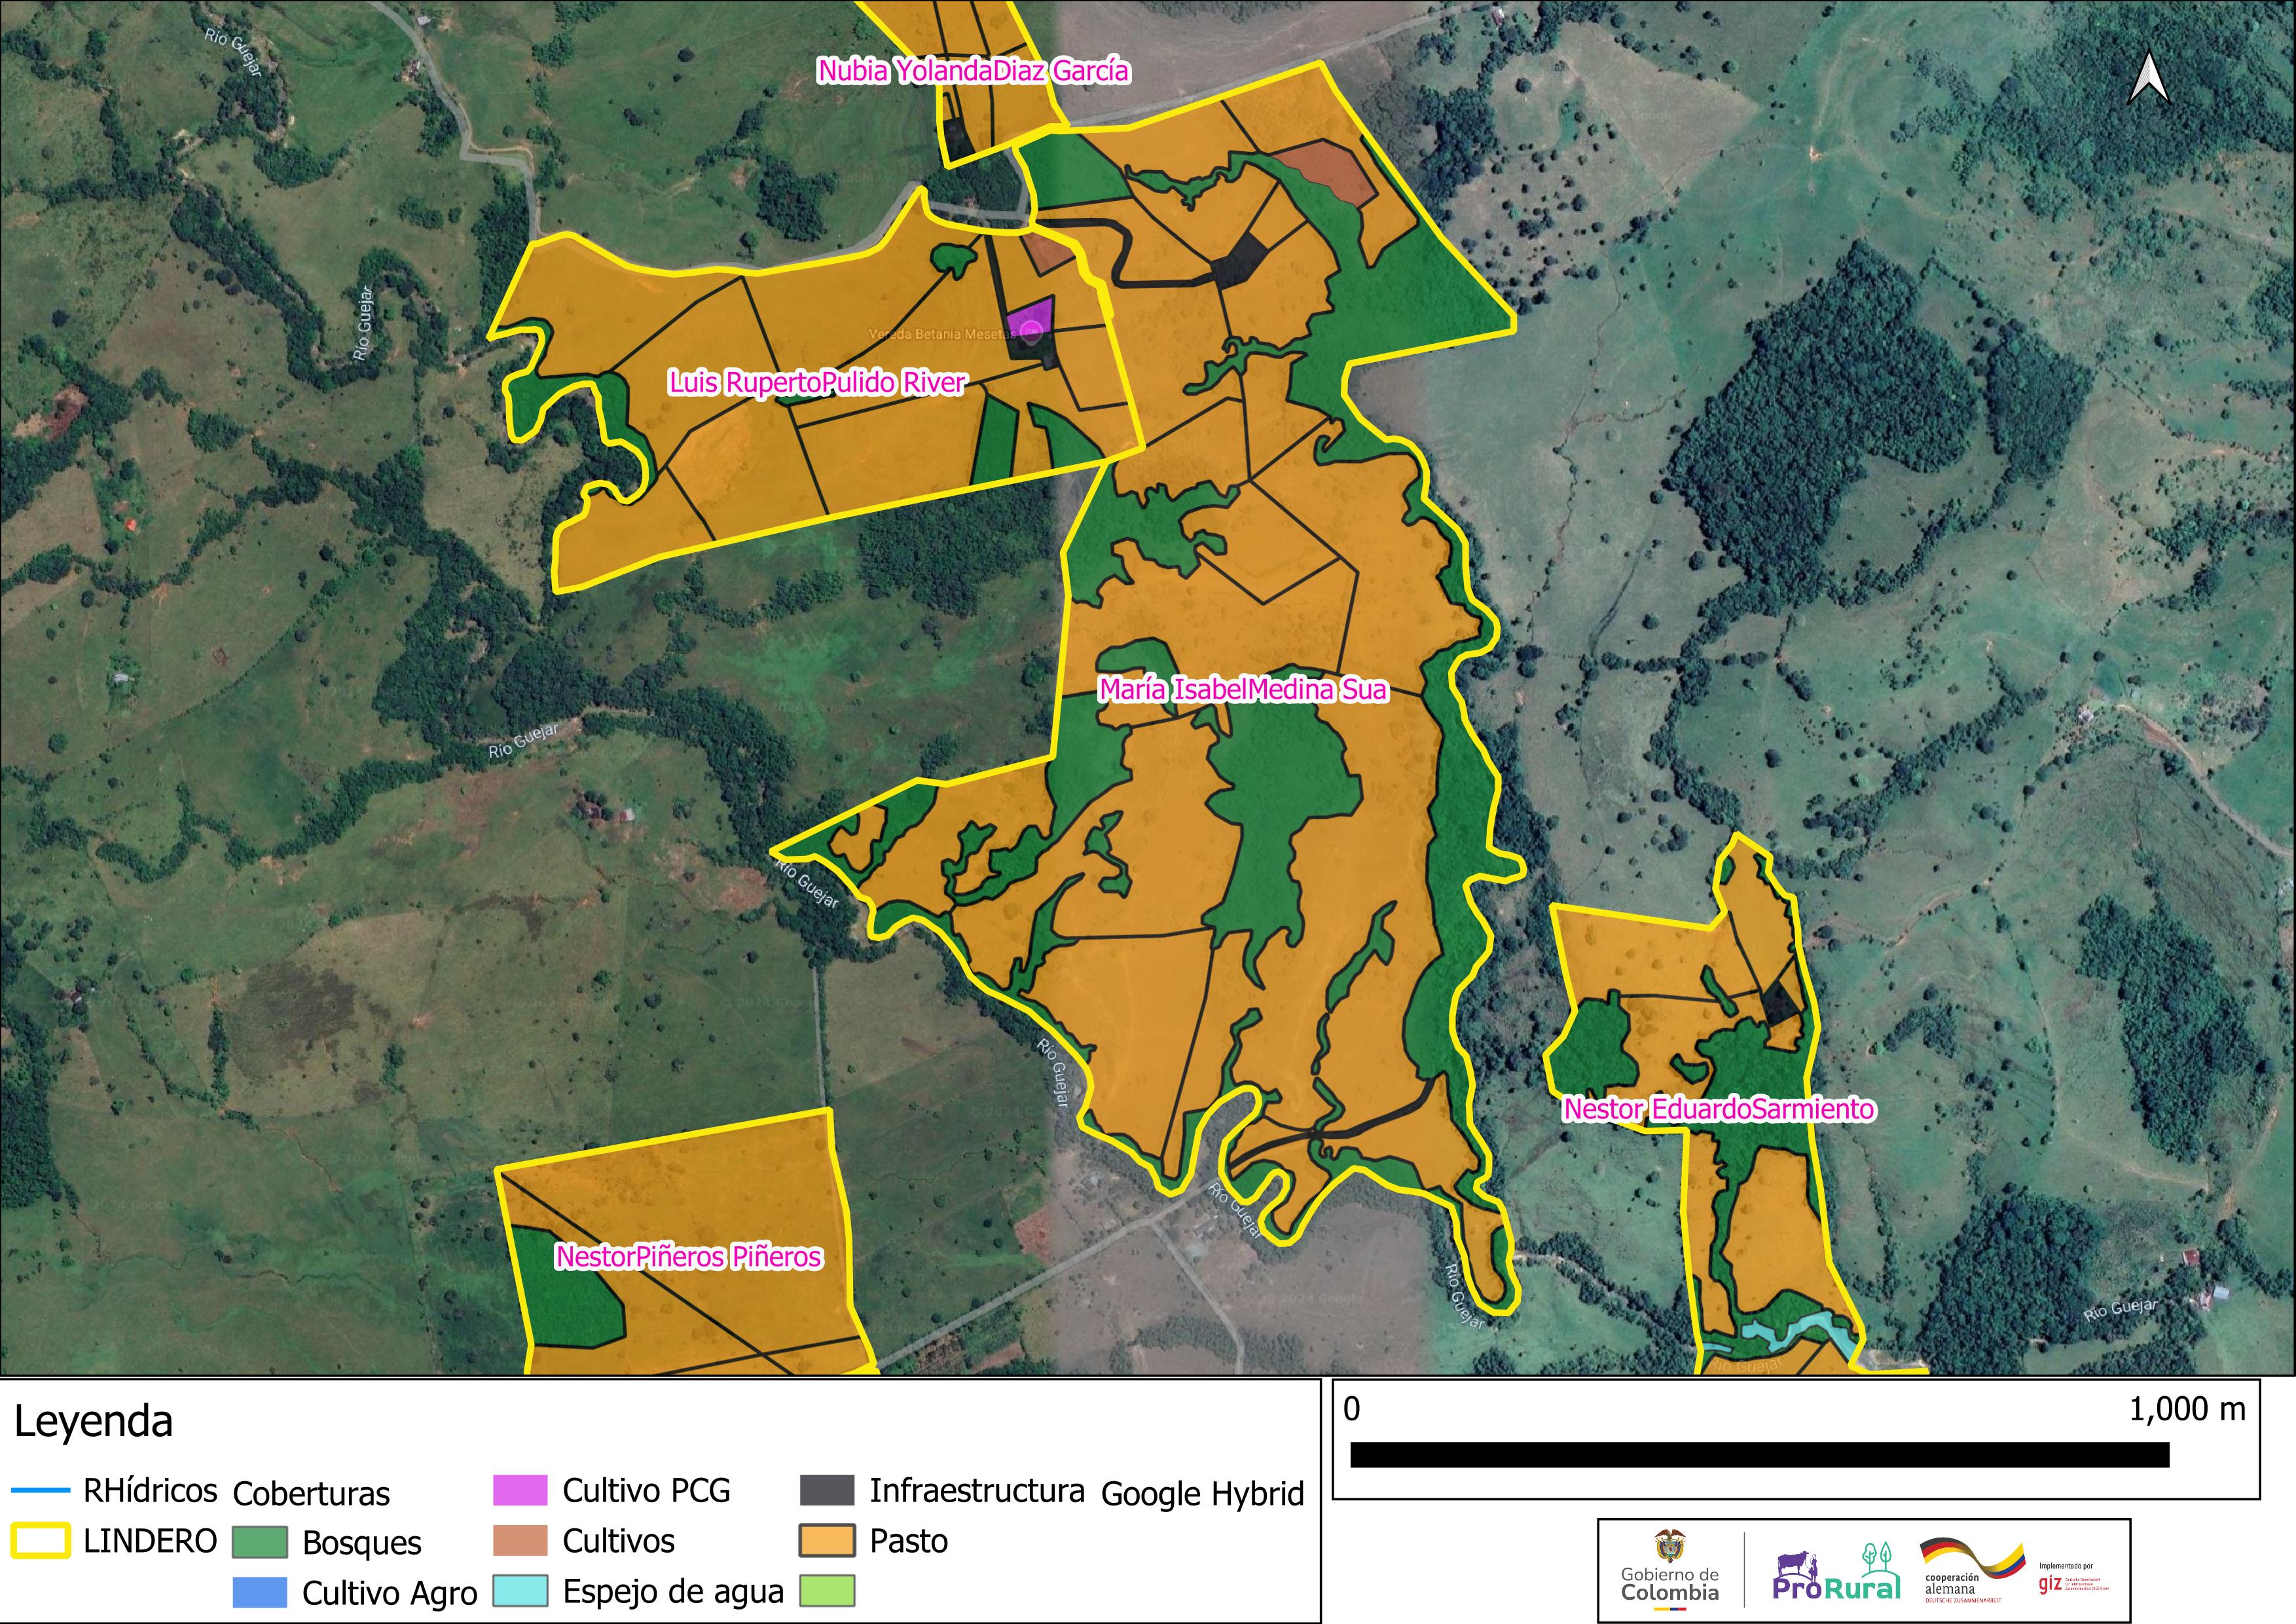 Río Guejar
Nubia YolandaDiaz García
Río Guejar
Vereda Betania Mesetas
Luis RupertoPulido River
María IsabelMedina Sua
Río Guejar
Río Guejar
Río Guejar
Nestor EduardoSarmiento
Río Guejar
NestorPiñeros Piñeros
© 2024 Google
Río Guejar
Río Guejar
Río Guejar
Leyenda
RHídricos
LINDERO
Coberturas
Bosques
Cultivo Agro
Cultivo PCG
Cultivos
Espejo de agua
Infraestructura
Pasto
Google Hybrid
0 1,000 m
Gobierno de
Colombia
ProRural
cooperación
alemana
DEUTSCHE ZUSAMMENARBEIT
Implementado por
giz